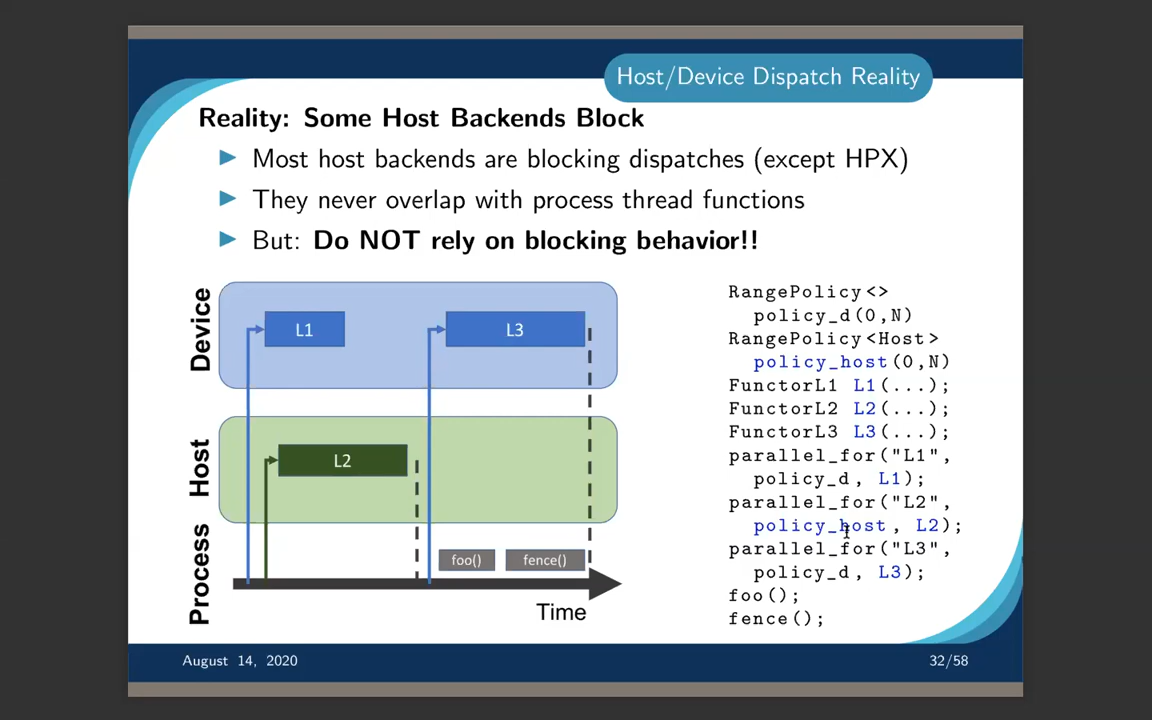 Host/Device Dispatch Reality
Reality: Some Host Backends Block
Most host backends are blocking dispatches (except HPX)
They never overlap with process thread functions
But: Do NOT rely on blocking behavior!!
Device
L1
L3
Host
L2
Process
foo()
fence()
Time
RangePolicy<>
policy_d(0,N)
RangePolicy<Host>
policy_host(0,N)
FunctorL1 L1(...);
FunctorL2 L2(...);
FunctorL3 L3(...);
parallel_for("L1",
policy_d, L1);
parallel_for("L2",
policy_host, L2);
parallel_for("L3",
policy_d, L3);
foo();
fence();
August 14, 2020
32/58